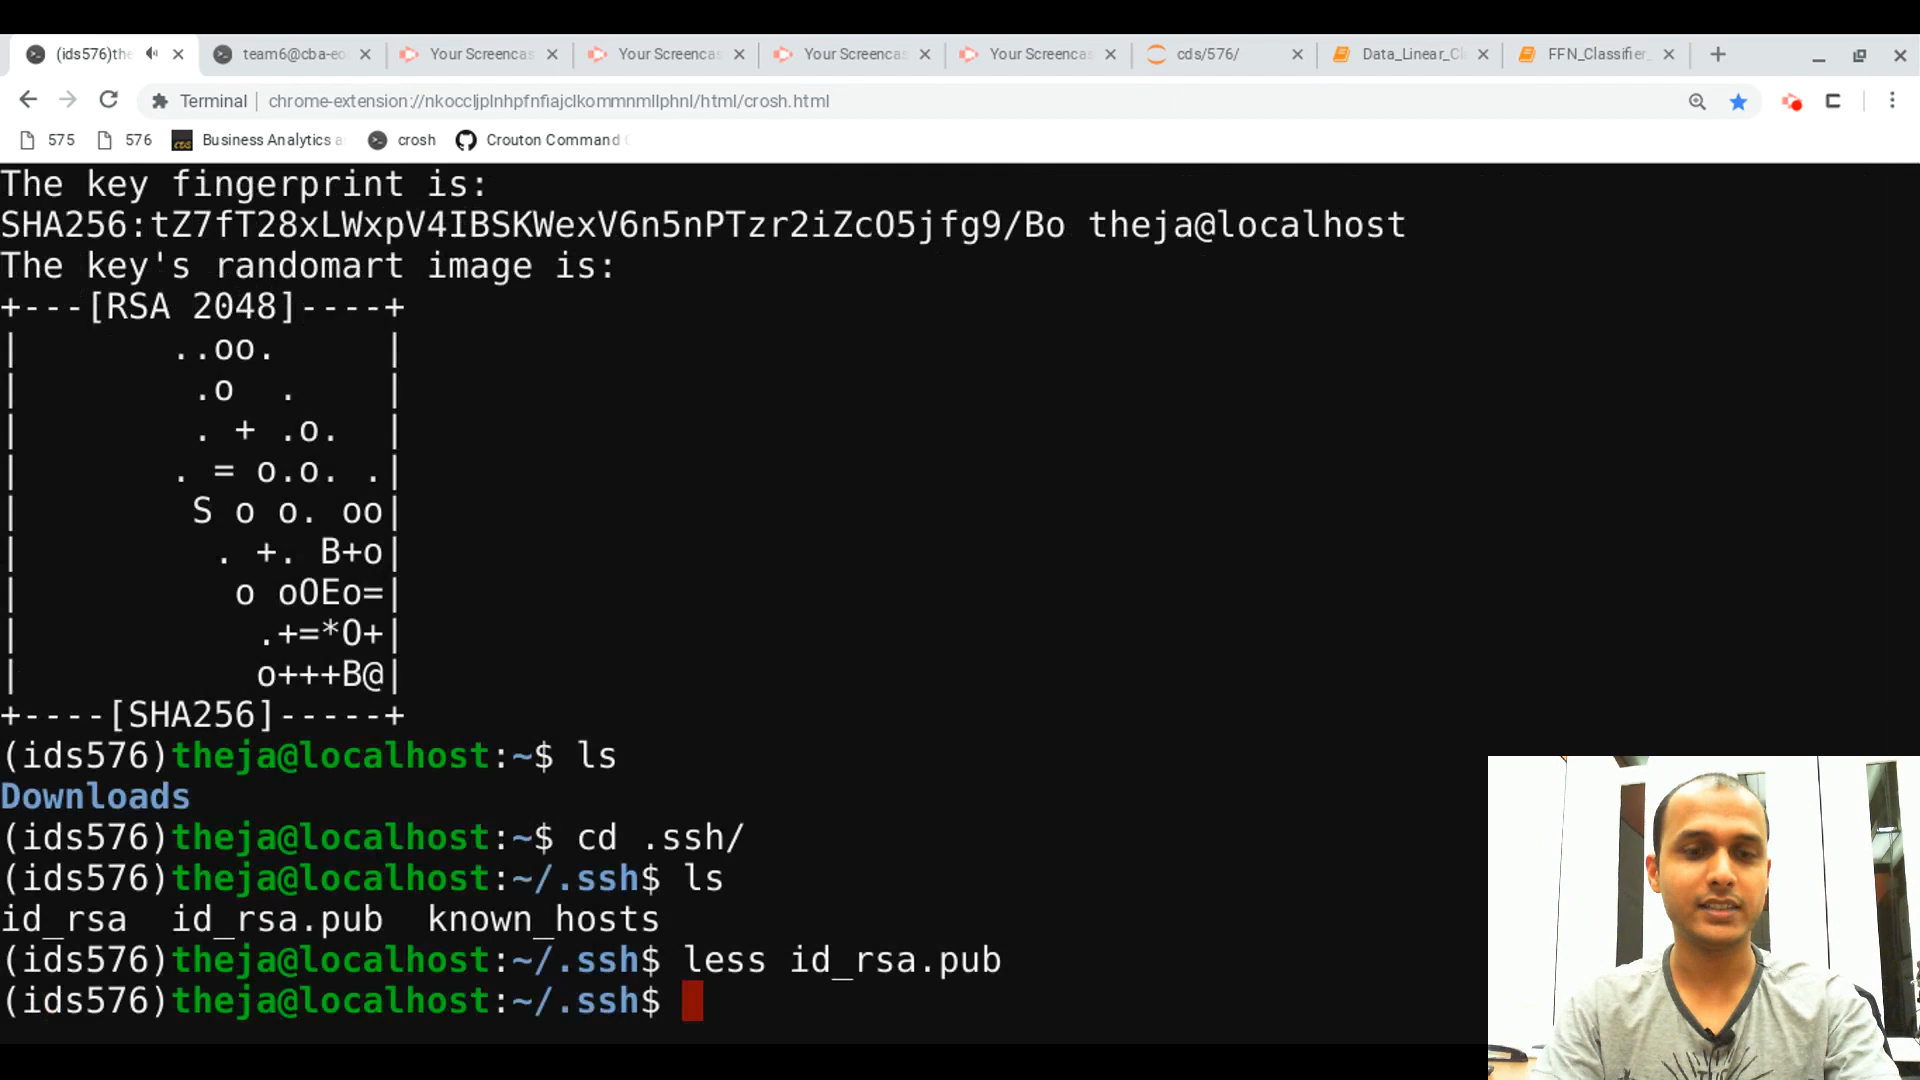 (ids576)the
team6@cba-eo
Your Screencas
Your Screencas
Your Screencas
Your Screencas
cds/576/
Data_Linear_Cl
FFN_Classifier_
Terminal | chrome-extension://nkoccljplnhpfnfiajclkommnmllphnl/html/crosh.html
575
576
Business Analytics a
crosh
Crouton Command
The key fingerprint is:
SHA256:tZ7fT28xLWxpV4IBSKWexV6n5nPTzr2iZcO5jfg9/Bo theja@localhost
The key's randomart image is:
+---[RSA 2048]----+
|        ..oo.     |
|         .o  .    |
|         . + .o.  |
|        . = o.o. .|
|         S o o. oo|
|          . +. B+o|
|           o oOEo=|
|            .+=*O+|
|            o+++B@|
+----[SHA256]-----+
(ids576)theja@localhost:~$ ls
Downloads
(ids576)theja@localhost:~$ cd .ssh/
(ids576)theja@localhost:~/.ssh$ ls
id_rsa  id_rsa.pub  known_hosts
(ids576)theja@localhost:~/.ssh$ less id_rsa.pub
(ids576)theja@localhost:~/.ssh$